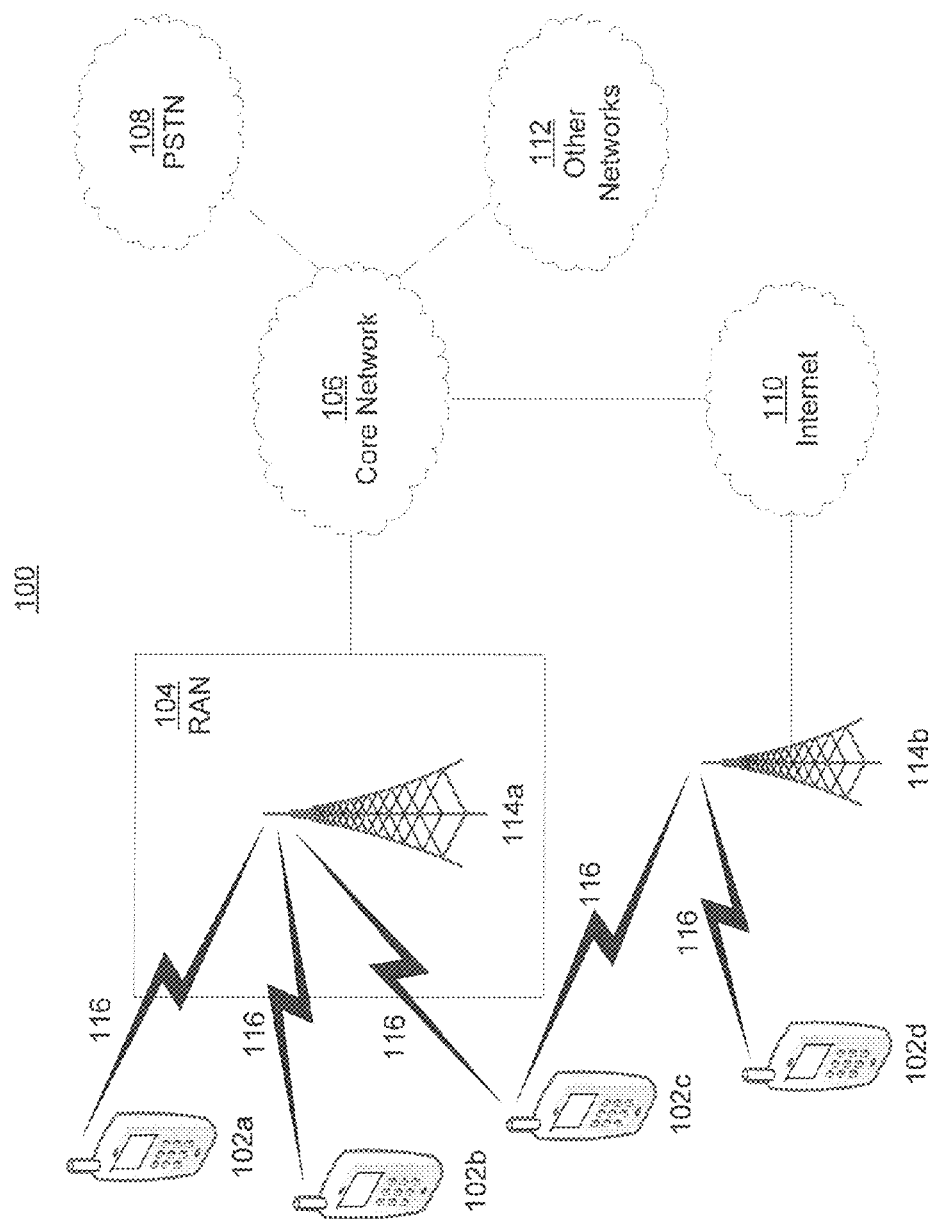 100
108
PSTN
106
Core Network
112
Other
Networks
110
Internet
104
RAN
114a
114b
116
116
116
116
116
102a
102b
102c
102d